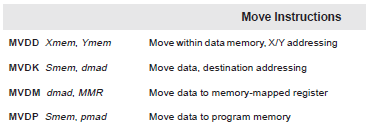 Move Instructions
MVDD Xmem, Ymem Move within data memory, X/Y addressing
MVDK Smem, dmad Move data, destination addressing
MVDM dmad, MMR Move data to memory-mapped register
MVDP Smem, pmad Move data to program memory